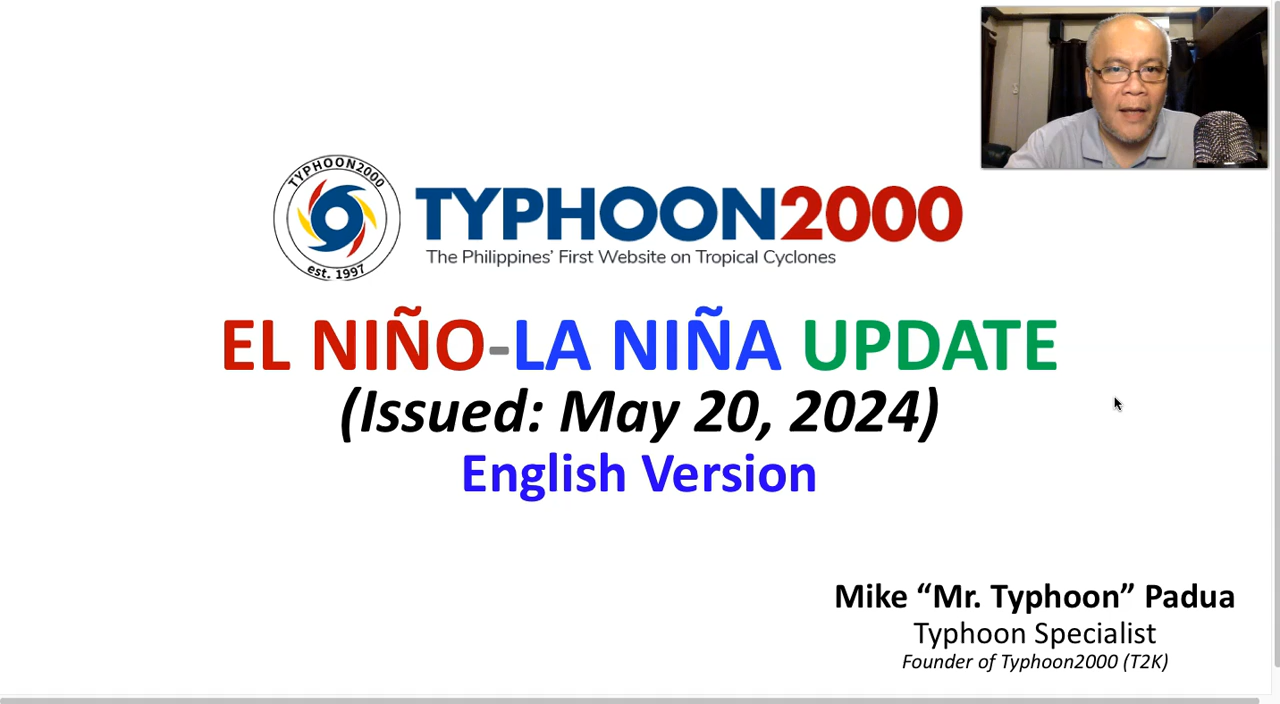 TYPHOON2000
est. 1997
TYPHOON2000
The Philippines' First Website on Tropical Cyclones
EL NIÑO-LA NIÑA UPDATE
(Issued: May 20, 2024)
English Version
Mike “Mr. Typhoon” Padua
Typhoon Specialist
Founder of Typhoon2000 (T2K)